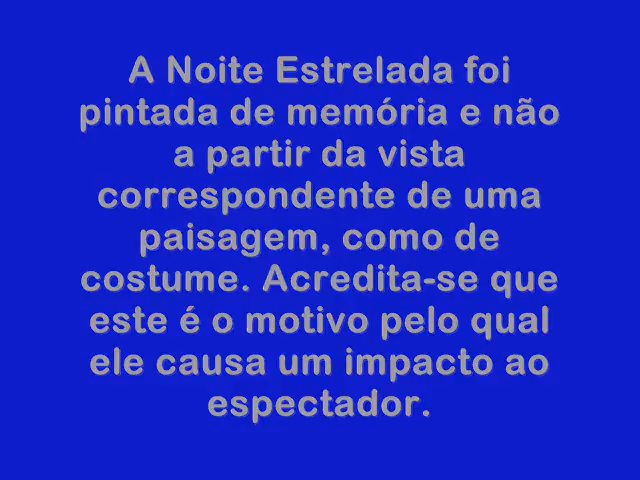 A Noite Estrelada foi
pintada de memória e não
a partir da vista
correspondente de uma
paisagem, como de
costume. Acredita-se que
este é o motivo pelo qual
ele causa um impacto ao
espectador.